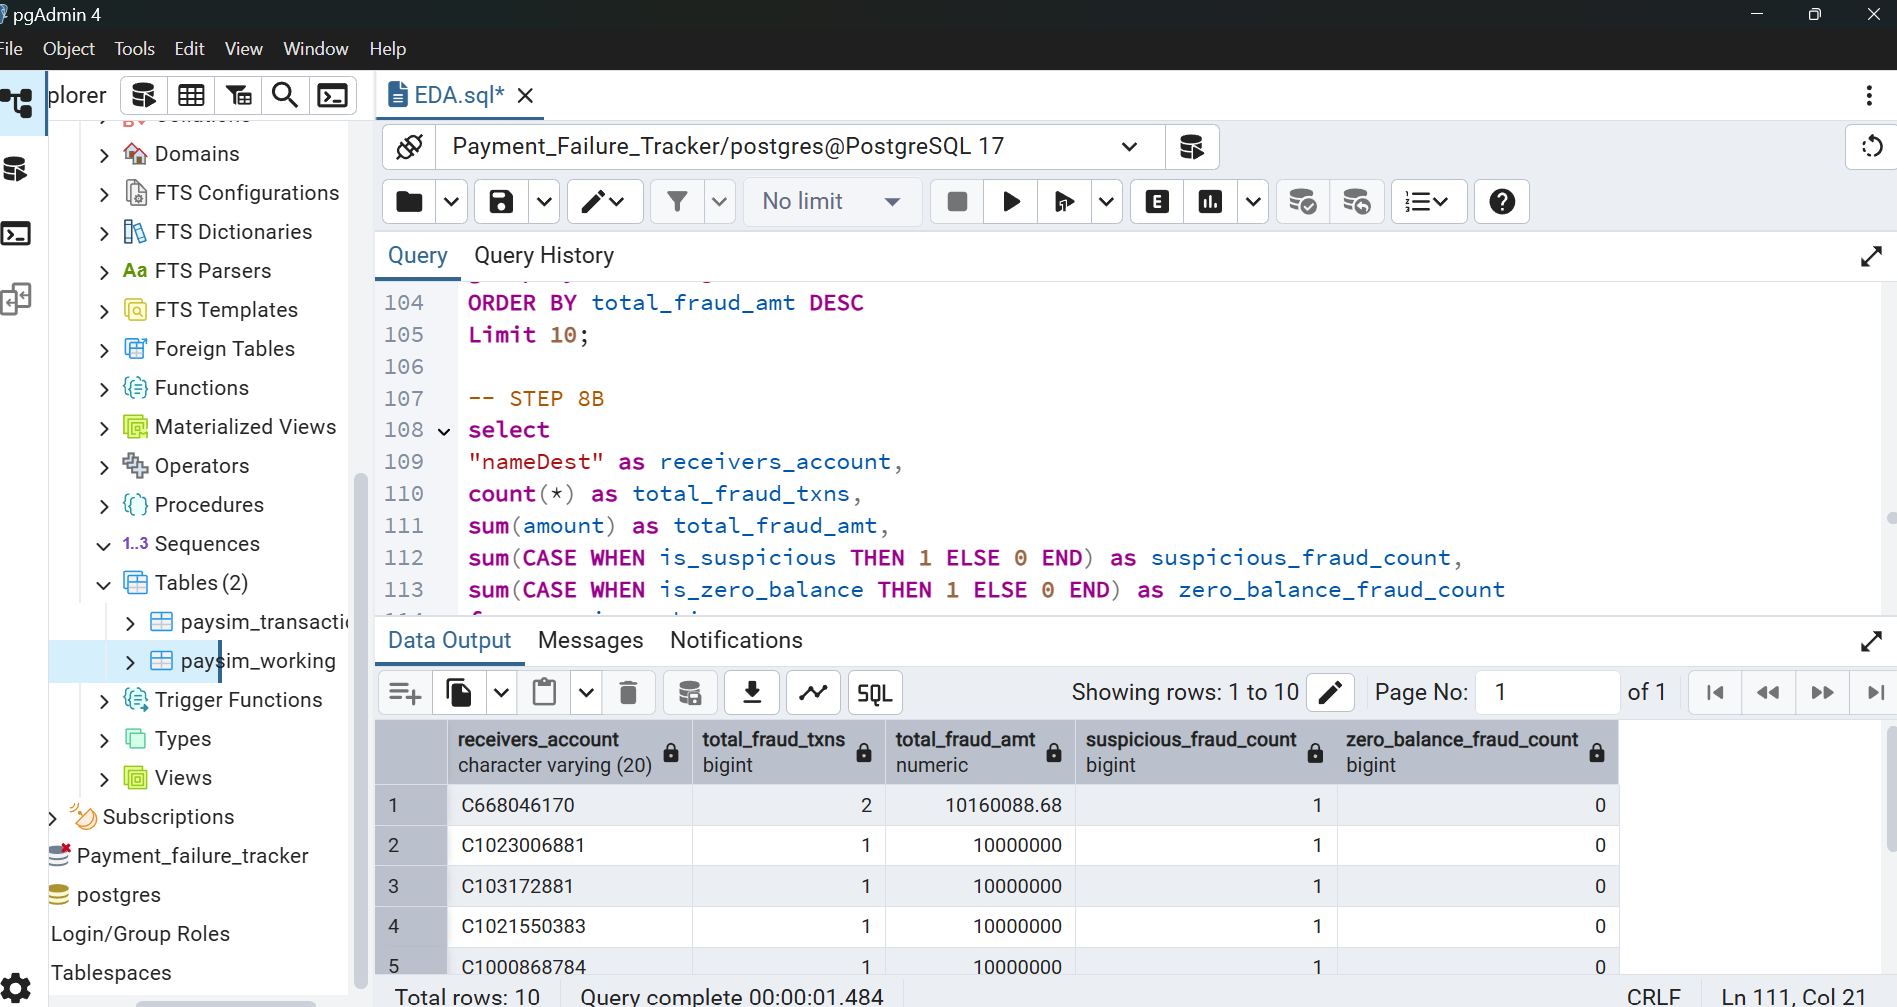 pgAdmin 4
File Object Tools Edit View Window Help
plorer
EDA.sql*
Payment_Failure_Tracker/postgres@PostgreSQL 17
No limit
E
Query Query History
Domains
FTS Configurations
FTS Dictionaries
Aa FTS Parsers
FTS Templates
Foreign Tables
Functions
Materialized Views
Operators
Procedures
1..3 Sequences
Tables (2)
paysim_transactic
paysim_working
Trigger Functions
Types
Views
Subscriptions
Payment_failure_tracker
postgres
Login/Group Roles
Tablespaces
104 ORDER BY total_fraud_amt DESC
105 Limit 10;
106
107 -- STEP 8B
108 select
109 "nameDest" as receivers_account,
110 count(*) as total_fraud_txns,
111 sum(amount) as total_fraud_amt,
112 sum(CASE WHEN is_suspicious THEN 1 ELSE 0 END) as suspicious_fraud_count,
113 sum(CASE WHEN is_zero_balance THEN 1 ELSE 0 END) as zero_balance_fraud_count
Data Output Messages Notifications
SQL
Showing rows: 1 to 10 Page No: 1 of 1
receivers_account total_fraud_txns total_fraud_amt suspicious_fraud_count zero_balance_fraud_count
character varying (20) bigint numeric bigint bigint
1 C668046170 2 10160088.68 1 0
2 C1023006881 1 10000000 1 0
3 C103172881 1 10000000 1 0
4 C1021550383 1 10000000 1 0
5 C1000868784 1 10000000 1 0
Total rows: 10 Query complete 00:00:01.484 CRLF Ln 111, Col 21